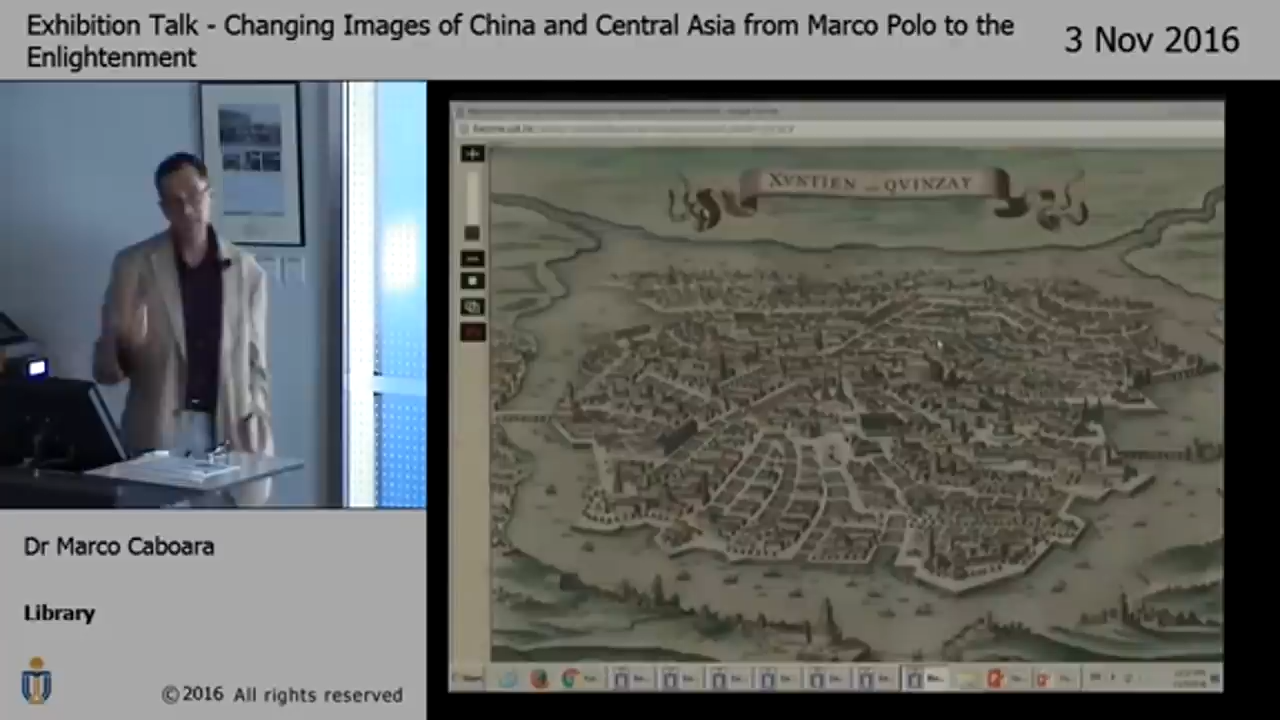 Exhibition Talk - Changing Images of China and Central Asia from Marco Polo to the
Enlightenment
3 Nov 2016
XVNTIEN
QVINZAY
Dr Marco Caboara
Library
©2016 All rights reserved